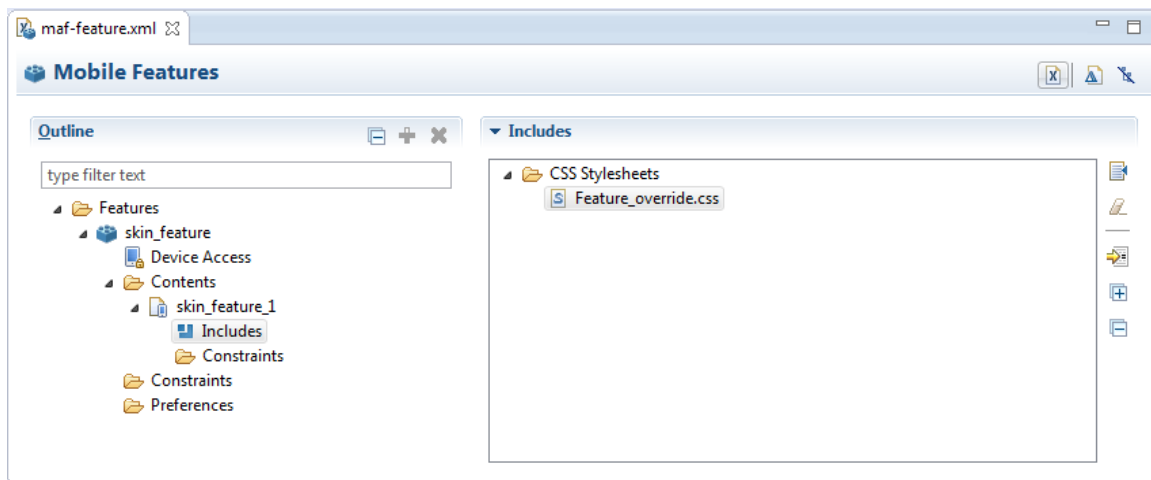 maf-feature.xml
Mobile Features
Outline
type filter text
Features
skin_feature
Device Access
Contents
skin_feature_1
Includes
Constraints
Constraints
Preferences
Includes
CSS Stylesheets
Feature_override.css